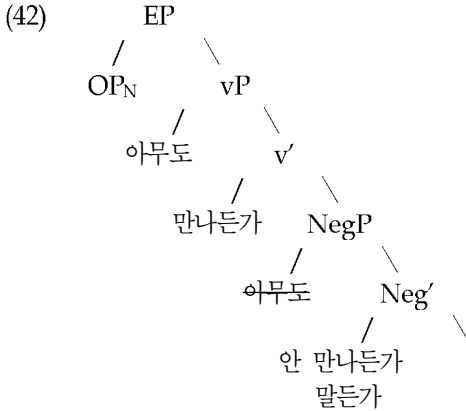 (42) EP
OPN vP
아무도 v′
만나든가 NegP
아무도 Neg′
안 만나든가
말든가